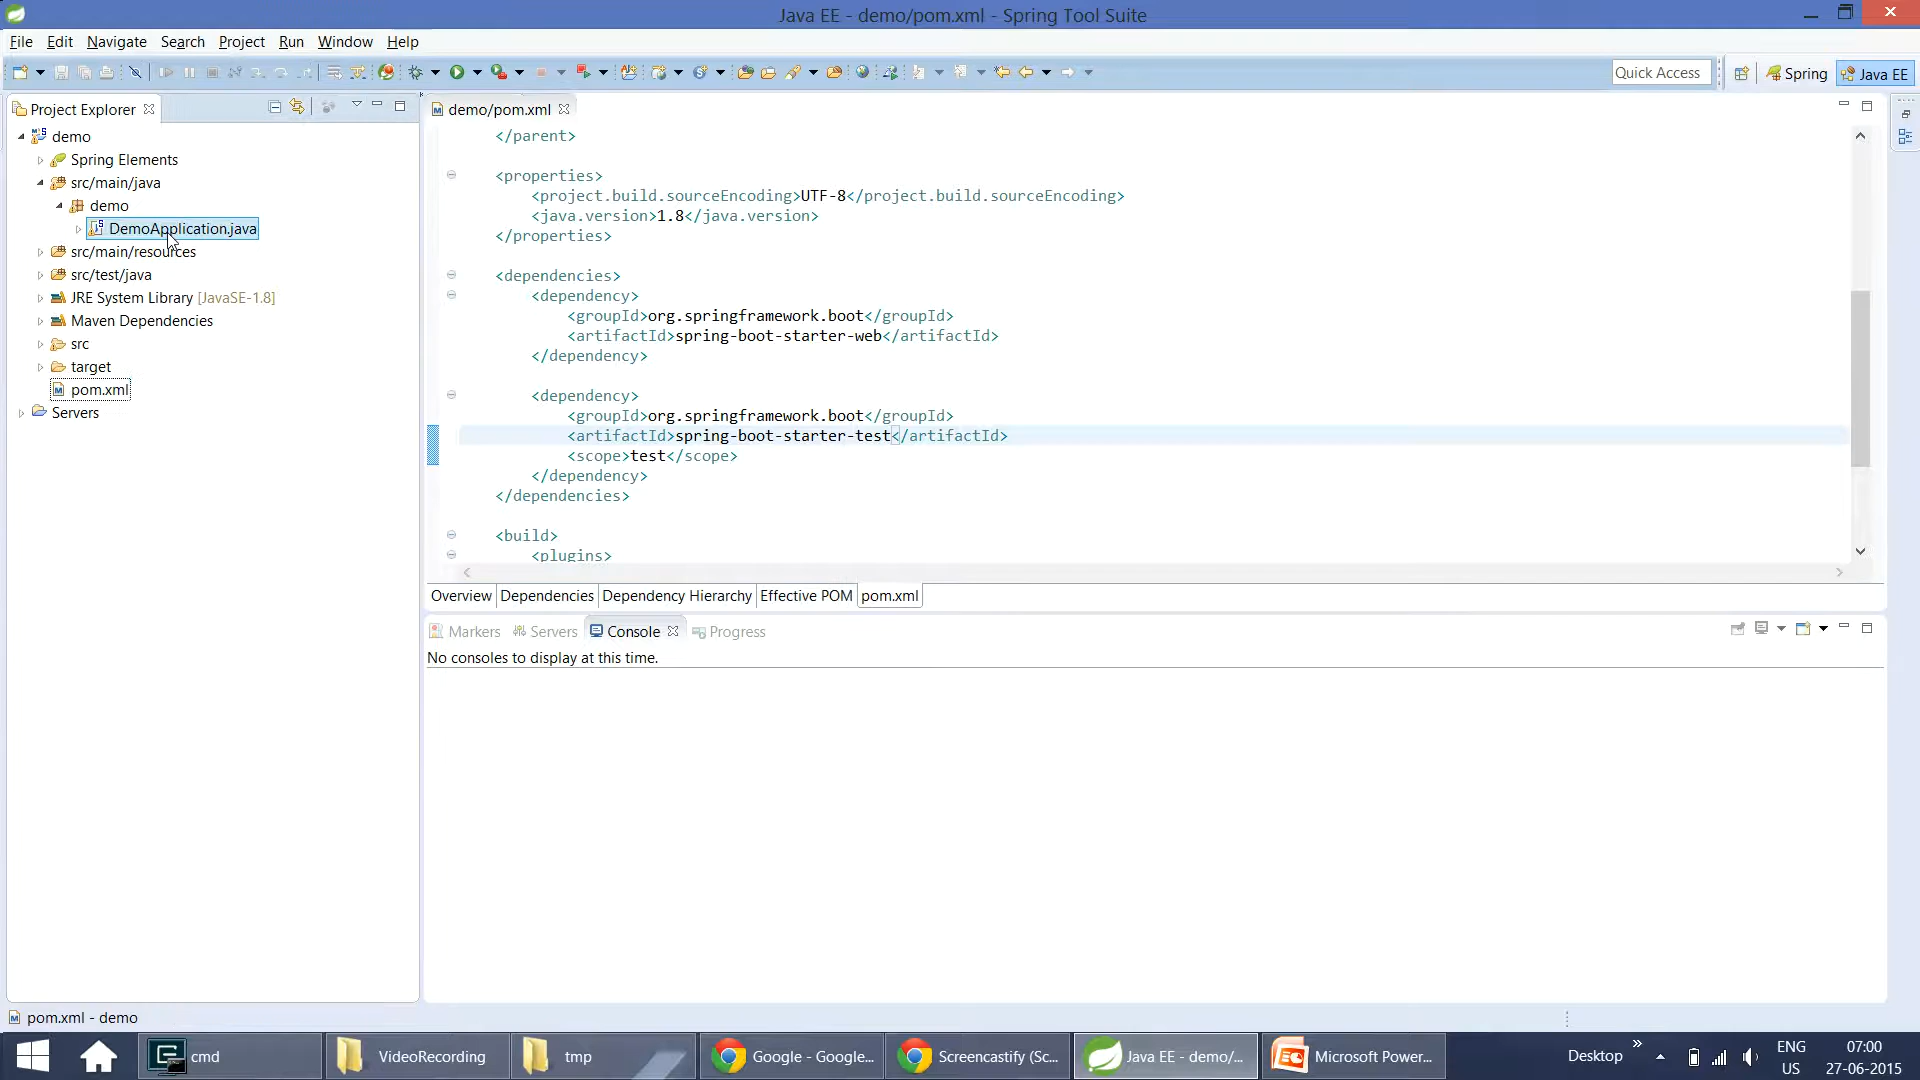 Java EE - demo/pom.xml - Spring Tool Suite
File Edit Navigate Search Project Run Window Help
Quick Access Spring Java EE
Project Explorer
demo
Spring Elements
src/main/java
demo
DemoApplication.java
src/main/resources
src/test/java
JRE System Library [JavaSE-1.8]
Maven Dependencies
src
target
pom.xml
Servers
demo/pom.xml
</parent>
<properties>
<project.build.sourceEncoding>UTF-8</project.build.sourceEncoding>
<java.version>1.8</java.version>
</properties>
<dependencies>
<dependency>
<groupId>org.springframework.boot</groupId>
<artifactId>spring-boot-starter-web</artifactId>
</dependency>
<dependency>
<groupId>org.springframework.boot</groupId>
<artifactId>spring-boot-starter-test</artifactId>
<scope>test</scope>
</dependency>
</dependencies>
<build>
<plugins>
Overview Dependencies Dependency Hierarchy Effective POM pom.xml
Markers Servers Console Progress
No consoles to display at this time.
pom.xml - demo
cmd VideoRecording tmp Google - Google... Screencastify (Sc... Java EE - demo/... Microsoft Power... Desktop
ENG 07:00
US 27-06-2015